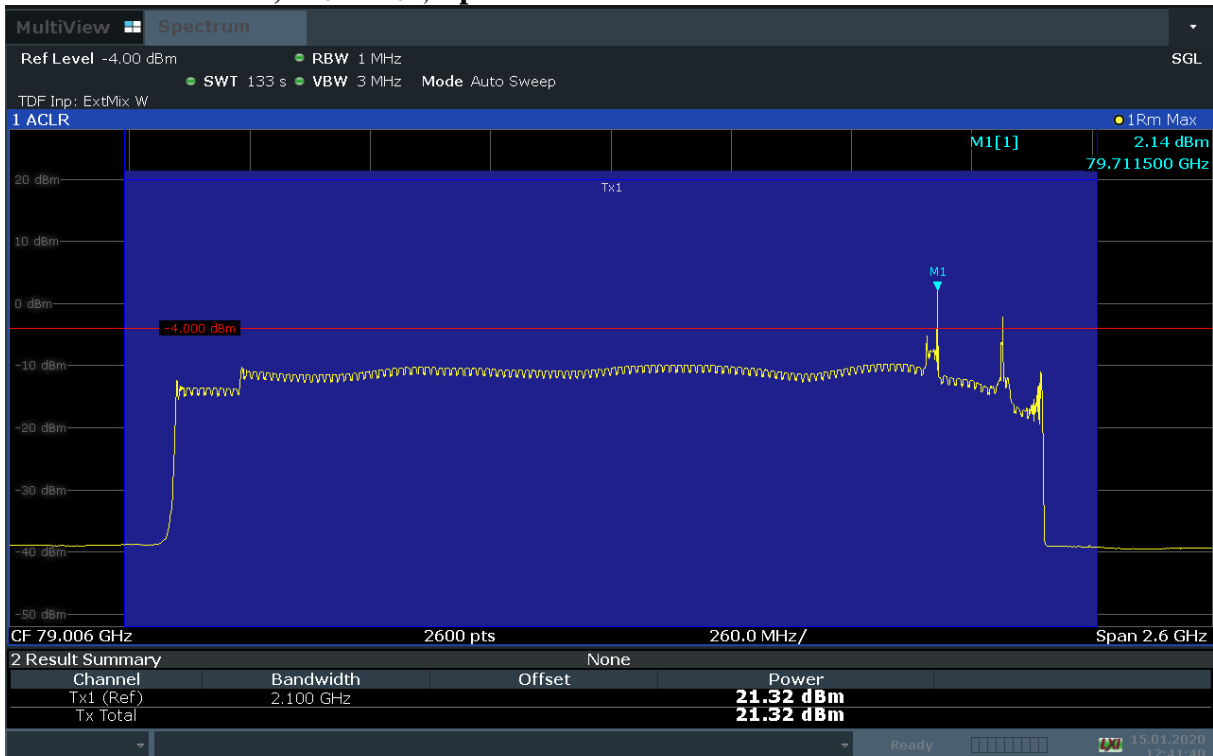 MultiView Spectrum
Ref Level -4.00 dBm RBW 1 MHz SGL
SWT 133 s VBW 3 MHz Mode Auto Sweep
TDF Inp: ExtMix W
1 ACLR 1Rm Max
M1[1] 2.14 dBm
79.711500 GHz
20 dBm
Tx1
10 dBm
M1
0 dBm
-4.000 dBm
-10 dBm
-20 dBm
-30 dBm
-40 dBm
-50 dBm
CF 79.006 GHz 2600 pts 260.0 MHz/ Span 2.6 GHz
2 Result Summary None
Channel Bandwidth Offset Power
Tx1 (Ref) 2.100 GHz 21.32 dBm
Tx Total 21.32 dBm
Ready LXI 15.01.2020
12:41:40